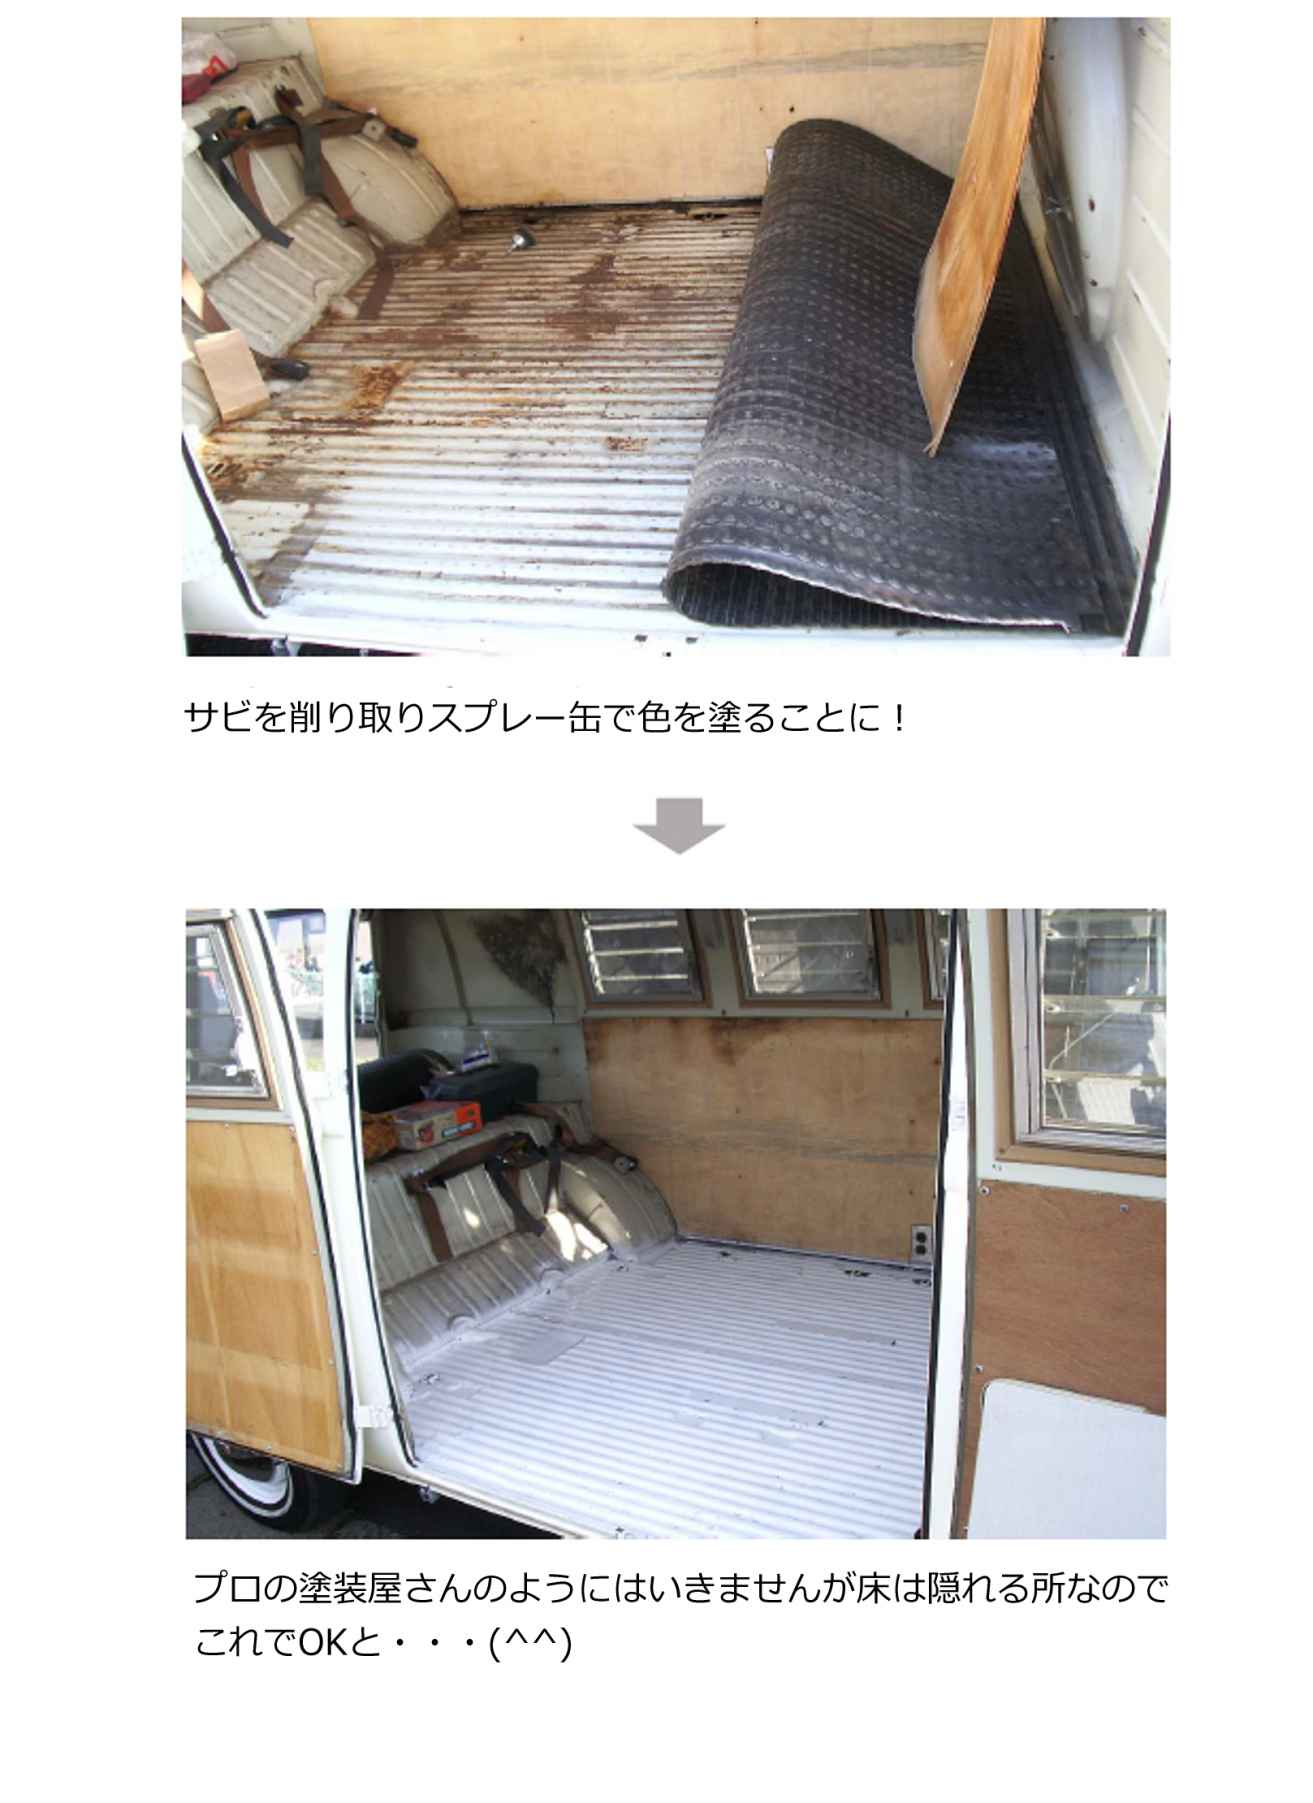 サビを削り取りスプレー缶で色を塗ることに！
プロの塗装屋さんのようにはいきませんが床は隠れる所なので
これでOKと・・・(^^)